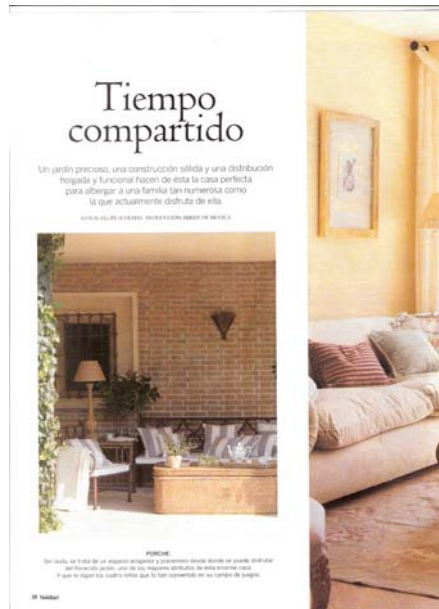 Tiempo
compartido
Un jardín precioso, una construcción sólida y una distribución
holgada y funcional hacen de ésta la casa perfecta
para albergar a una familia tan numerosa como
la que actualmente disfruta de ella.
PORCHE:
Sin duda, se trata de un espacio acogedor y placentero desde donde se puede disfrutar
del florecido jardín, uno de los mayores atributos de esta enorme casa.
Y que lo digan los cuatro niños que lo han convertido en su campo de juegos.